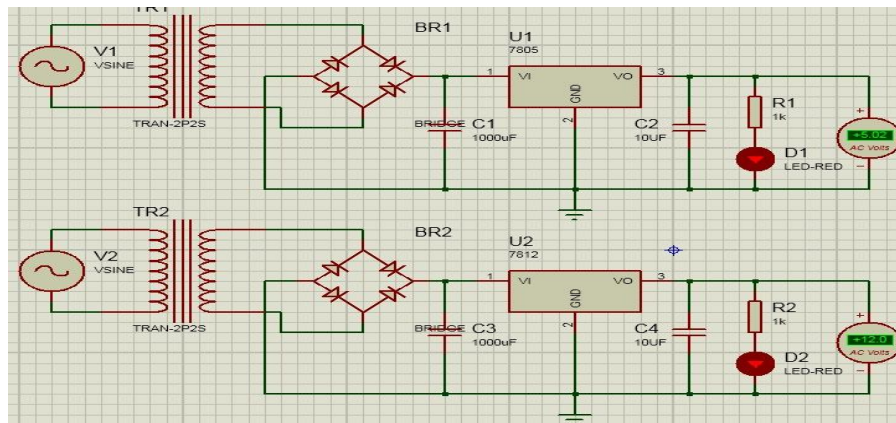 TR1
V1
VSINE
TRAN-2P2S
BR1
BRIDGE
C1
1000uF
U1
7805
1
VI
VO
3
GND
2
C2
10UF
R1
1k
D1
LED-RED
+5.02
AC Volts
TR2
V2
VSINE
TRAN-2P2S
BR2
BRIDGE
C3
1000uF
U2
7812
1
VI
VO
3
GND
2
C4
10UF
R2
1k
D2
LED-RED
+12.0
AC Volts